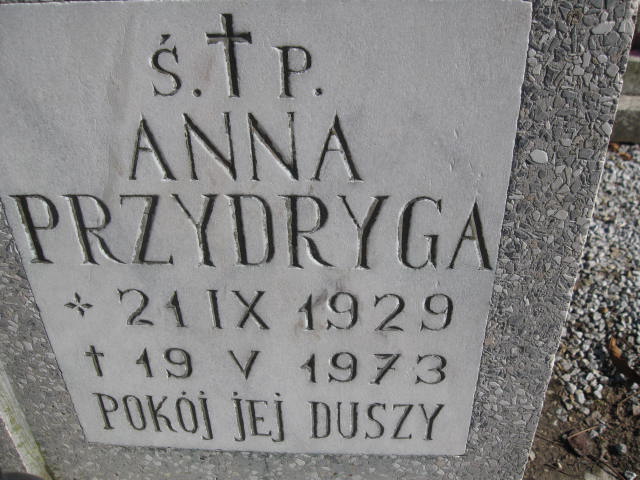 Ś. † P.
ANNA
PRZYDRYGA
21 IX 1929
† 19 V 1973
POKÓJ JEJ DUSZY